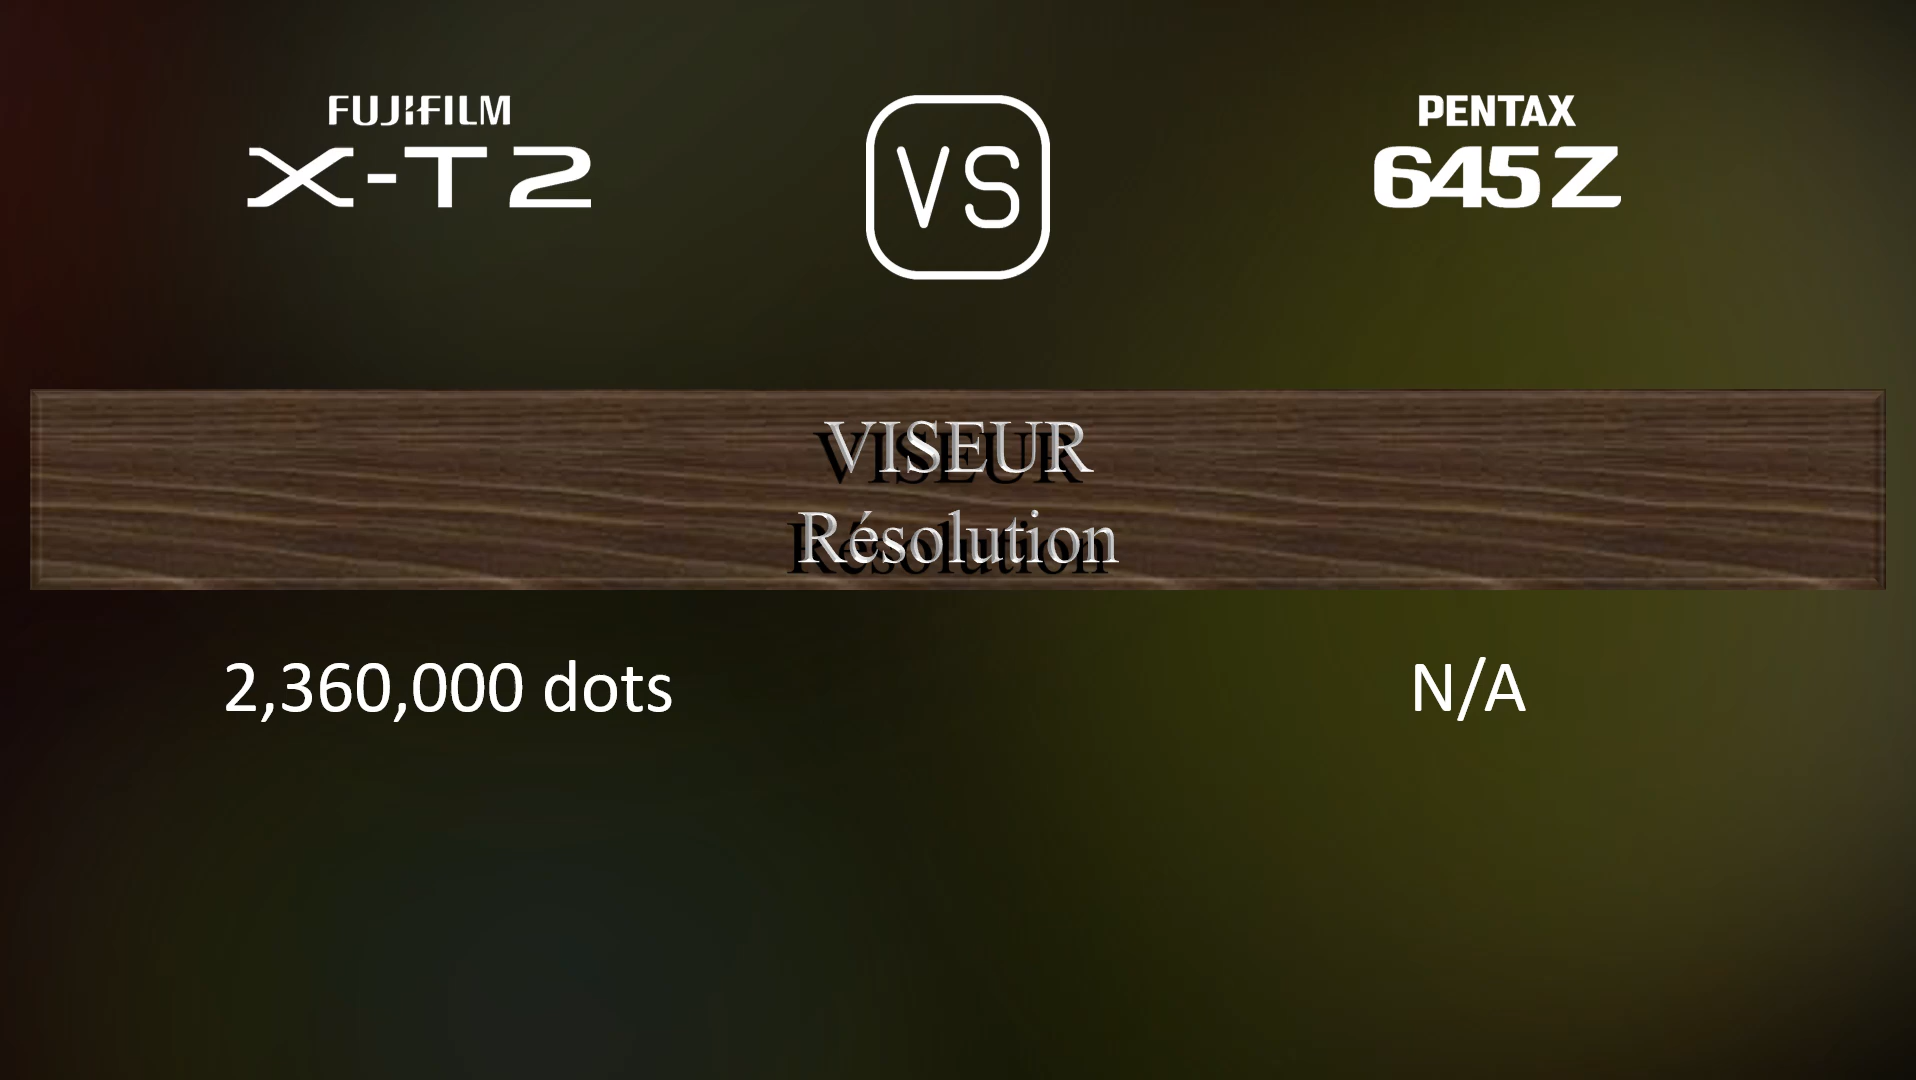 FUJIFILM
X-T2
VS
PENTAX
645Z
VISEUR
Résolution
2,360,000 dots
N/A